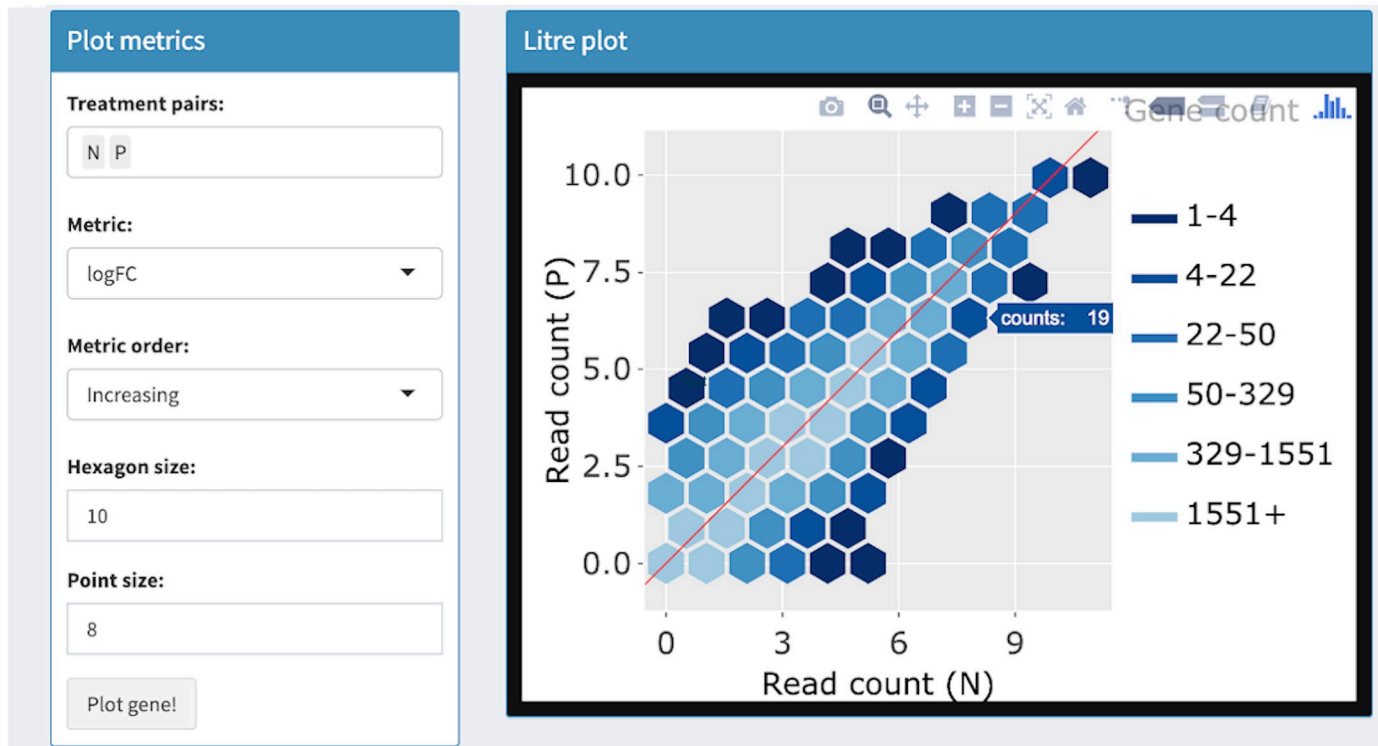 Plot metrics
Treatment pairs:
N P
Metric:
logFC
Metric order:
Increasing
Hexagon size:
10
Point size:
8
Plot gene!
Litre plot
Gene count
10.0
7.5
5.0
2.5
0.0
Read count (P)
counts: 19
0 3 6 9
Read count (N)
1-4
4-22
22-50
50-329
329-1551
1551+